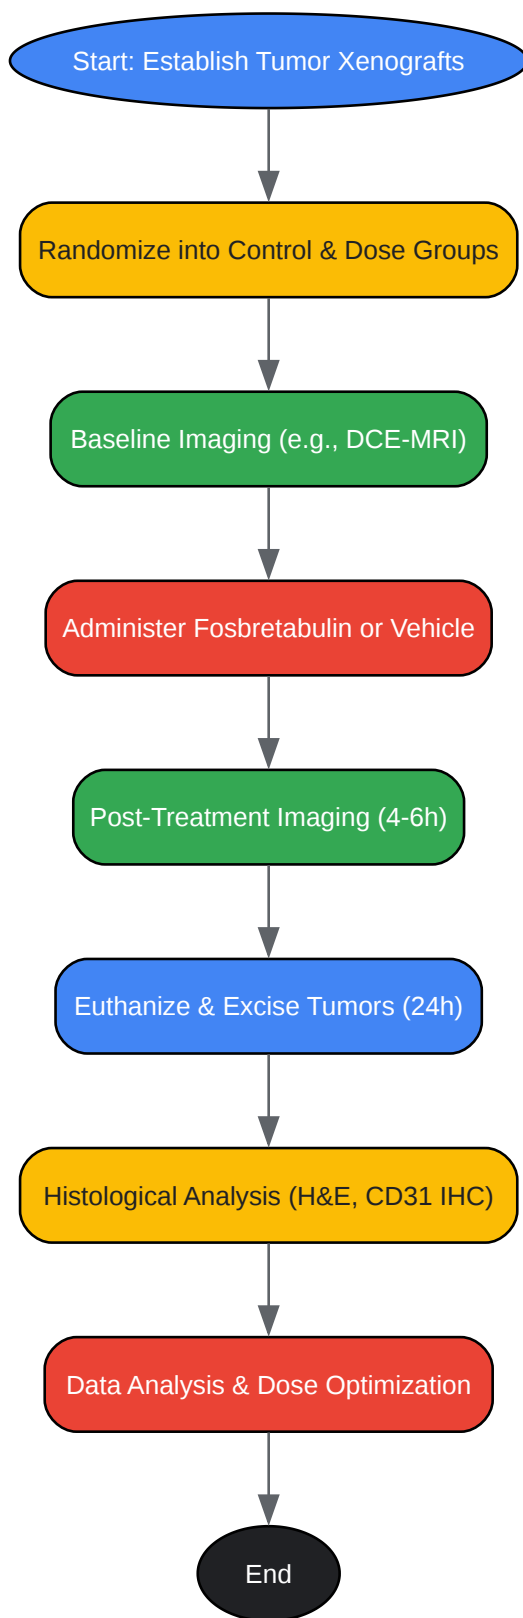 Start: Establish Tumor Xenografts
Randomize into Control & Dose Groups
Baseline Imaging (e.g., DCE-MRI)
Administer Fosbretabulin or Vehicle
Post-Treatment Imaging (4-6h)
Euthanize & Excise Tumors (24h)
Histological Analysis (H&E, CD31 IHC)
Data Analysis & Dose Optimization
End